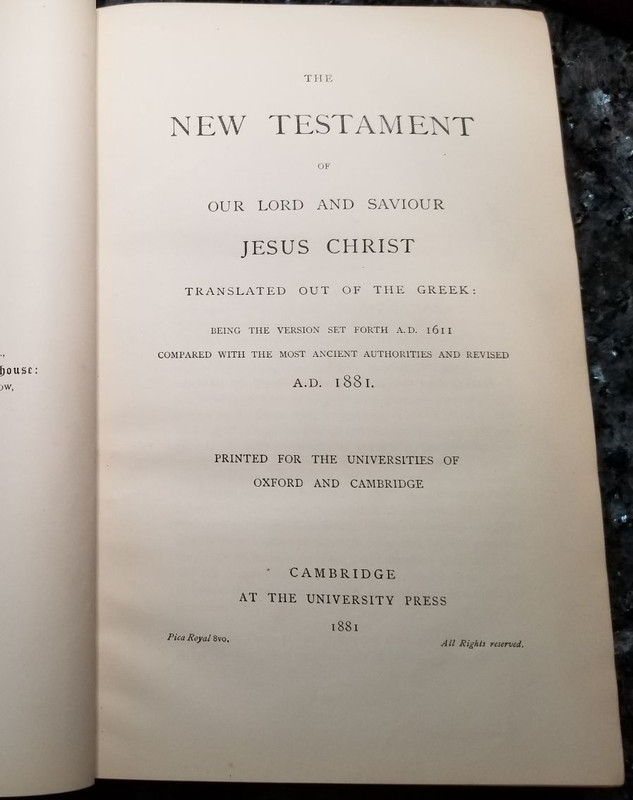 THE
NEW TESTAMENT
OF
OUR LORD AND SAVIOUR
JESUS CHRIST
TRANSLATED OUT OF THE GREEK:
BEING THE VERSION SET FORTH A.D. 1611
COMPARED WITH THE MOST ANCIENT AUTHORITIES AND REVISED
A.D. 1881.
PRINTED FOR THE UNIVERSITIES OF
OXFORD AND CAMBRIDGE
CAMBRIDGE
AT THE UNIVERSITY PRESS
1881
Pica Royal 8vo.
All Rights reserved.